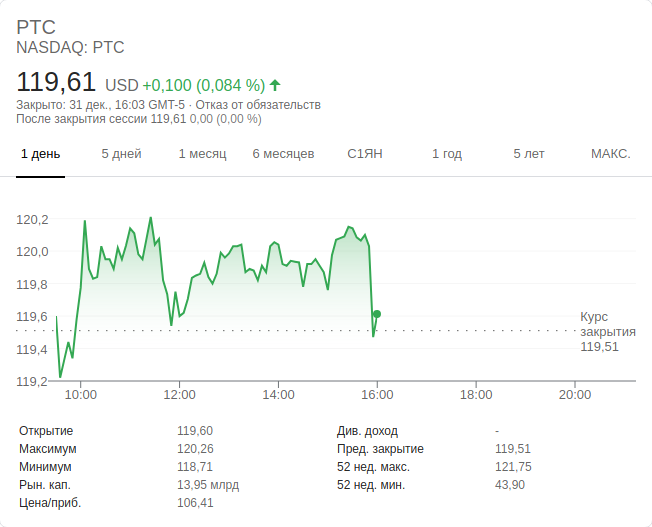 PTC
NASDAQ: PTC
119,61 USD +0,100 (0,084 %)
Закрыто: 31 дек., 16:03 GMT-5 · Отказ от обязательств
После закрытия сессии 119,61 0,00 (0,00 %)
1 день 5 дней 1 месяц 6 месяцев С1ЯН 1 год 5 лет МАКС.
120,2
120,0
119,8
119,6
Курс закрытия 119,51
119,4
119,2
10:00 12:00 14:00 16:00 18:00 20:00
Открытие 119,60 Див. доход -
Максимум 120,26 Пред. закрытие 119,51
Минимум 118,71 52 нед. макс. 121,75
Рын. кап. 13,95 млрд 52 нед. мин. 43,90
Цена/приб. 106,41